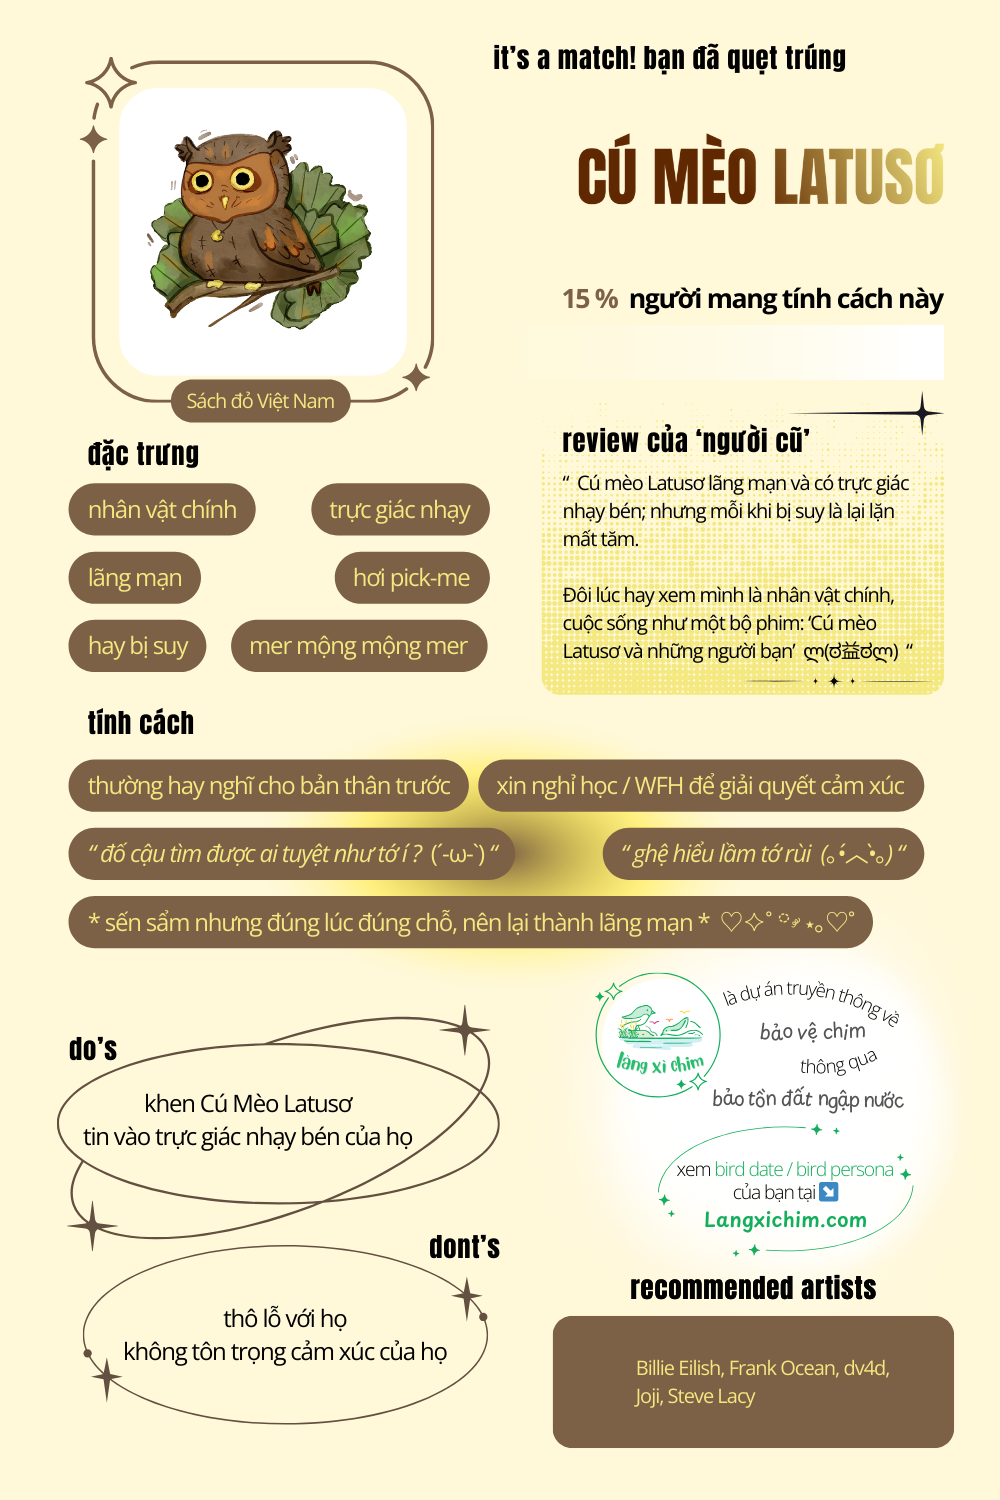 it's a match! bạn đã quẹt trúng
CÚ MÈO LATUSƠ
15 % người mang tính cách này
Sách đỏ Việt Nam
đặc trưng
nhân vật chính
trực giác nhạy
lãng mạn
hơi pick-me
hay bị suy
mer mộng mộng mer
review của ‘người cũ’
“ Cú mèo Latusơ lãng mạn và có trực giác
nhạy bén; nhưng mỗi khi bị suy là lại lặn
mất tăm.
Đôi lúc hay xem mình là nhân vật chính,
cuộc sống như một bộ phim: ‘Cú mèo
Latusơ và những người bạn’ ლ(ಠ益ಠლ) “
tính cách
thường hay nghĩ cho bản thân trước
xin nghỉ học / WFH để giải quyết cảm xúc
“ đố cậu tìm được ai tuyệt như tớ í ? (´-ω-`) “
“ ghệ hiểu lầm tớ rùi (｡•́︿•̀｡) “
* sến sẩm nhưng đúng lúc đúng chỗ, nên lại thành lãng mạn * ♡✧˚ ༘ ⋆｡♡˚
do's
khen Cú Mèo Latusơ
tin vào trực giác nhạy bén của họ
dont's
thô lỗ với họ
không tôn trọng cảm xúc của họ
làng xì chim
là dự án truyền thông về
bảo vệ chim
thông qua
bảo tồn đất ngập nước
xem bird date / bird persona
của bạn tại ↘️
Langxichim.com
recommended artists
Billie Eilish, Frank Ocean, dv4d,
Joji, Steve Lacy